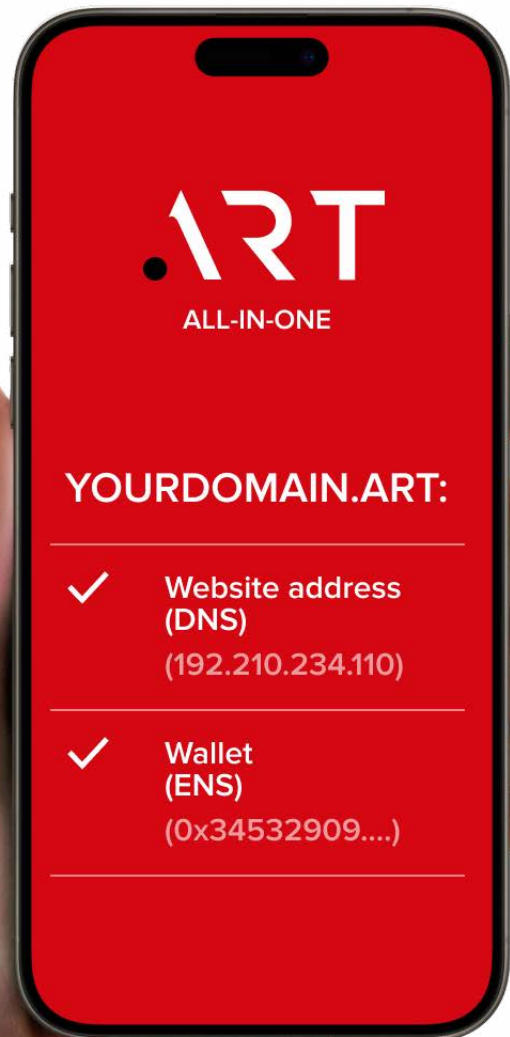 .ART
ALL-IN-ONE
YOURDOMAIN.ART:
Website address
(DNS)
(192.210.234.110)
Wallet
(ENS)
(0x34532909....)